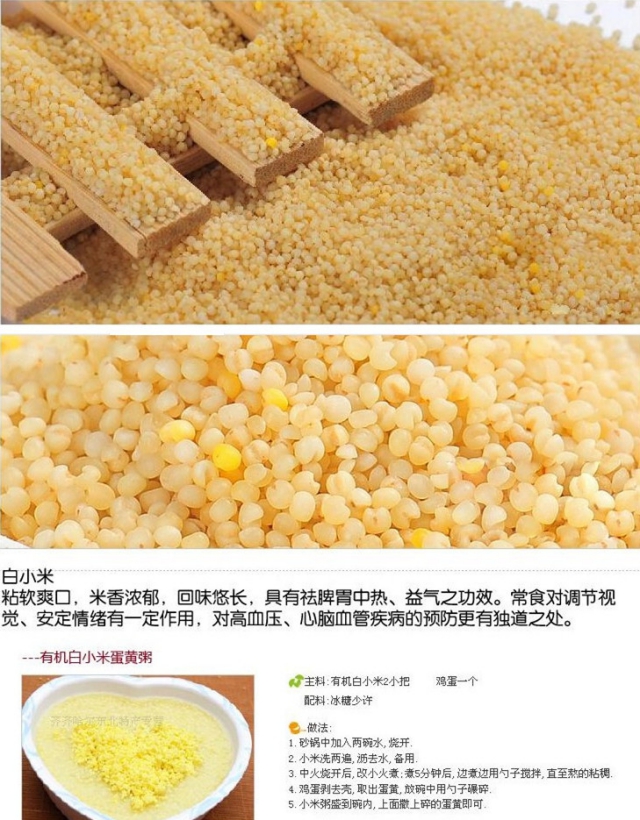 白小米
粘软爽口，米香浓郁，回味悠长，具有祛脾胃中热、益气之功效。常食对调节视
觉、安定情绪有一定作用，对高血压、心脑血管疾病的预防更有独道之处。
---有机白小米蛋黄粥
主料:有机白小米2小把 鸡蛋一个
配料:冰糖少许
...做法:
1. 砂锅中加入两碗水, 烧开.
2. 小米洗两遍, 沥去水, 备用.
3. 中火烧开后, 改小火煮; 煮5分钟后, 边煮边用勺子搅拌, 直至熬的粘稠.
4. 鸡蛋剥去壳, 取出蛋黄, 放碗中用勺子碾碎.
5. 小米粥盛到碗内, 上面撒上碎的蛋黄即可.